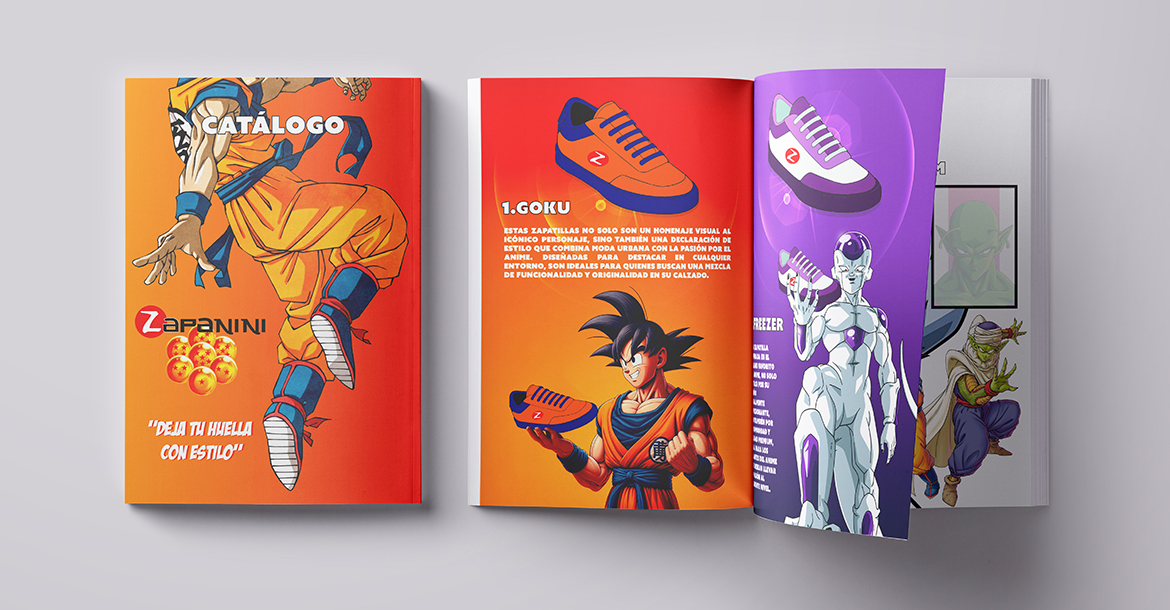 CATÁLOGO
ZAPANINI
"DEJA TU HUELLA
CON ESTILO"
1.GOKU
ESTAS ZAPATILLAS NO SOLO SON UN HOMENAJE VISUAL AL
ICÓNICO PERSONAJE, SINO TAMBIÉN UNA DECLARACIÓN DE
ESTILO QUE COMBINA MODA URBANA CON LA PASIÓN POR EL
ANIME. DISEÑADAS PARA DESTACAR EN CUALQUIER
ENTORNO, SON IDEALES PARA QUIENES BUSCAN UNA MEZCLA
DE FUNCIONALIDAD Y ORIGINALIDAD EN SU CALZADO.
Z
Z
Z
FREEZER